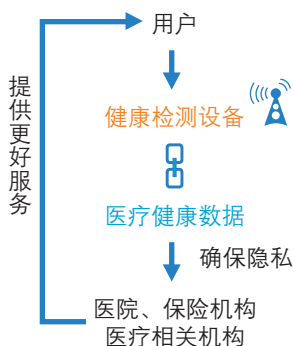 用户
健康检测设备
提供更好服务
医疗健康数据
确保隐私
医院、保险机构
医疗相关机构